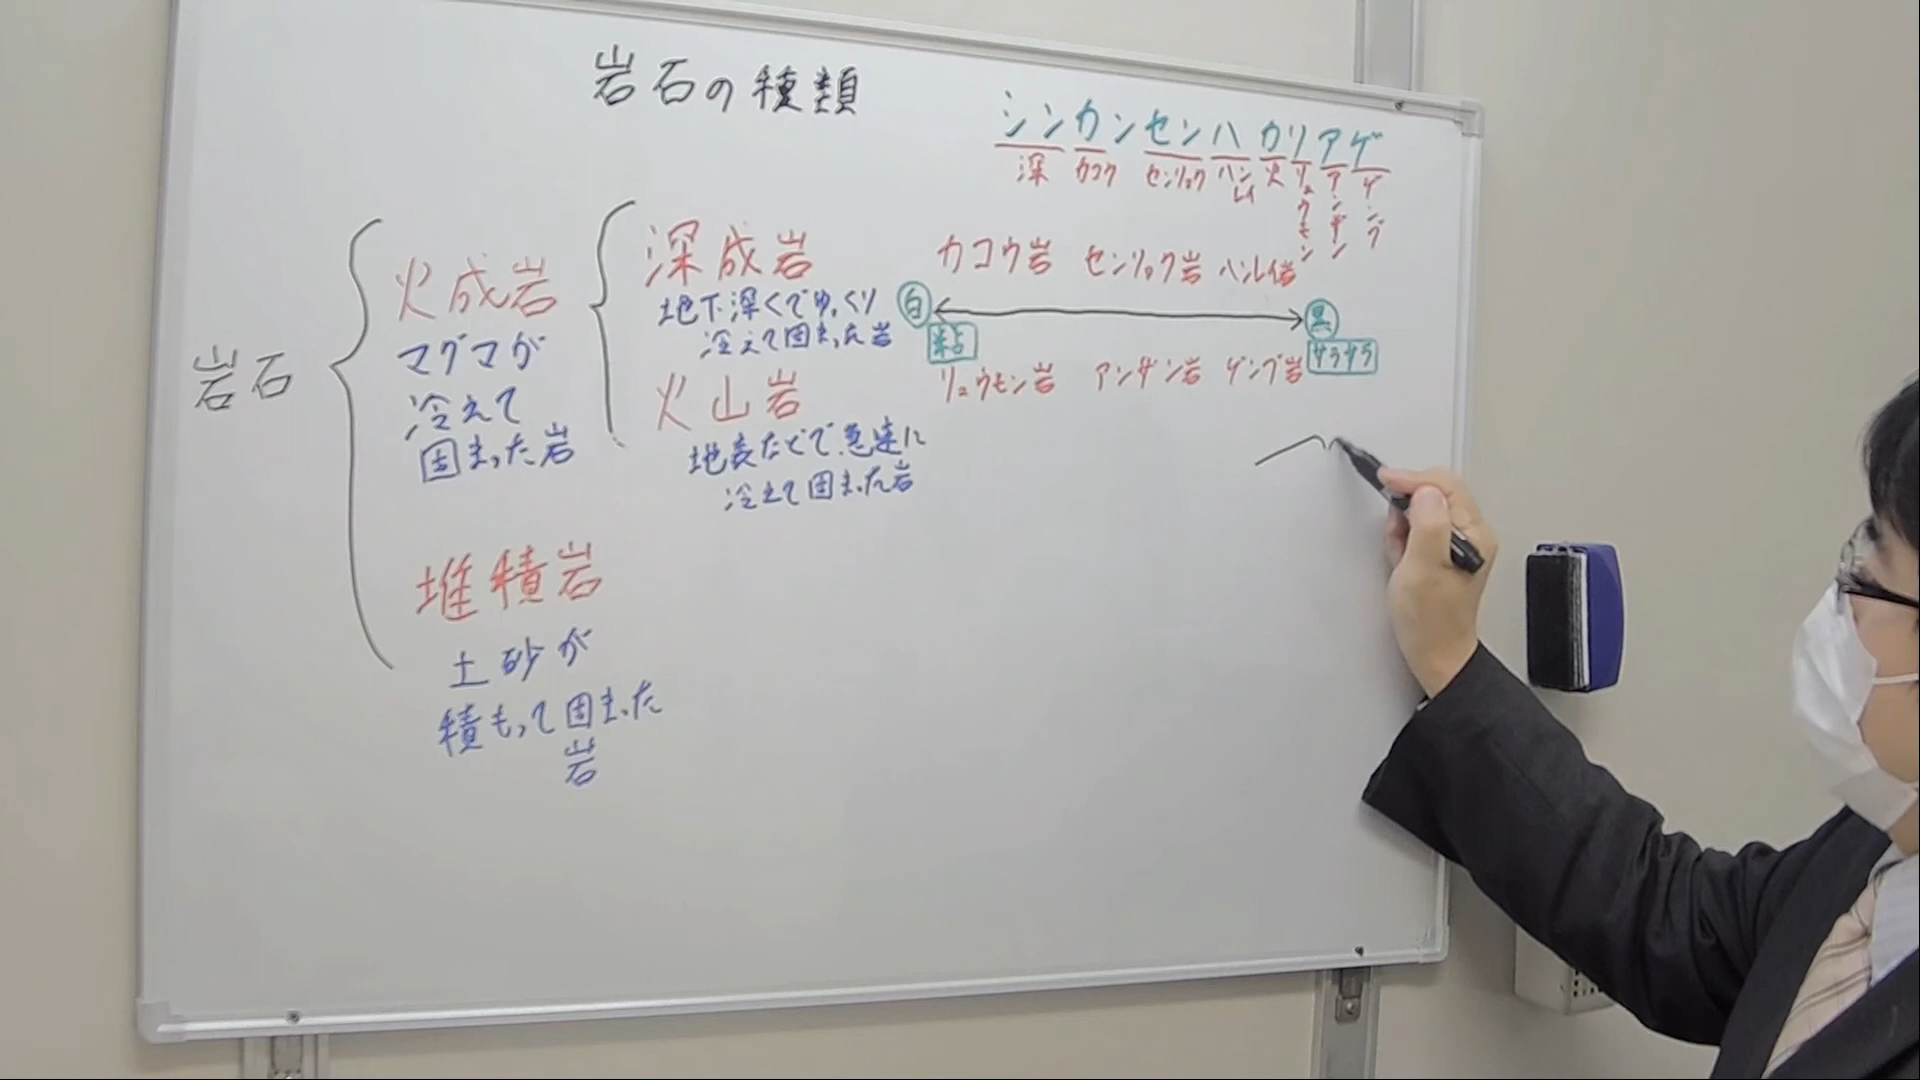 岩石の種類
シンカンセンハカリアゲ
深 カコウ センリョク ハンレイ 火 リュウモン アンザン ゲンブ
岩石
火成岩
マグマが
冷えて
固まった岩
堆積岩
土砂が
積もって固まった
岩
深成岩
地下深くでゆっくり
冷えて固まった岩
火山岩
地表などで急速に
冷えて固まった岩
カコウ岩 センリョク岩 ハンレイ岩
白 黒
粘 サラサラ
リュウモン岩 アンザン岩 ゲンブ岩